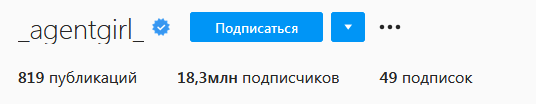 _agentgirl_ Подписаться
819 публикаций 18,3млн подписчиков 49 подписок